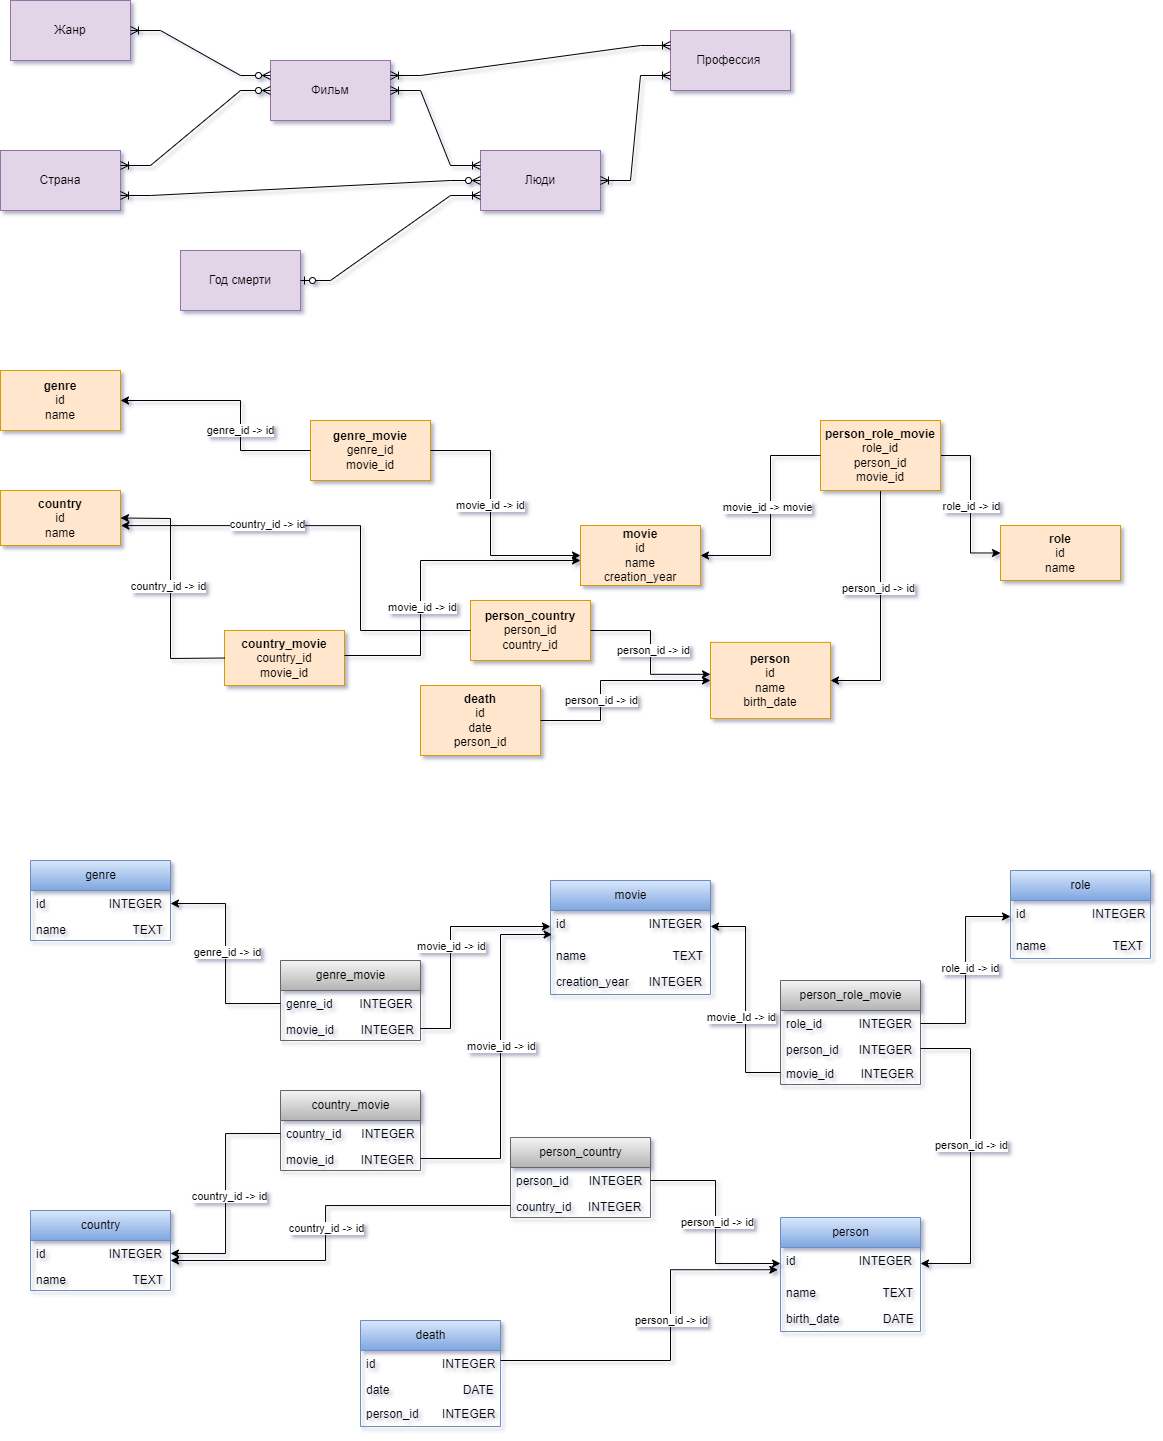 Жанр
Фильм
Профессия
Страна
Люди
Год смерти
genre
id
name
genre_id -> id
genre_movie
genre_id
movie_id
person_role_movie
role_id
person_id
movie_id
country
id
name
country_id -> id
movie_id -> id
movie_id -> movie
role_id -> id
movie
id
name
creation_year
role
id
name
country_id -> id
movie_id -> id
person_id -> id
person_country
person_id
country_id
country_movie
country_id
movie_id
person_id -> id
person
id
name
birth_date
death
id
date
person_id
person_id -> id
genre
id INTEGER
name TEXT
movie
id INTEGER
name TEXT
creation_year INTEGER
role
id INTEGER
name TEXT
genre_id -> id
movie_id -> id
role_id -> id
genre_movie
genre_id INTEGER
movie_id INTEGER
person_role_movie
role_id INTEGER
person_id INTEGER
movie_id INTEGER
movie_Id -> id
movie_id -> id
country_movie
country_id INTEGER
movie_id INTEGER
person_country
person_id INTEGER
country_id INTEGER
person_id -> id
country_id -> id
country_id -> id
person_id -> id
country
id INTEGER
name TEXT
person
id INTEGER
name TEXT
birth_date DATE
person_id -> id
death
id INTEGER
date DATE
person_id INTEGER